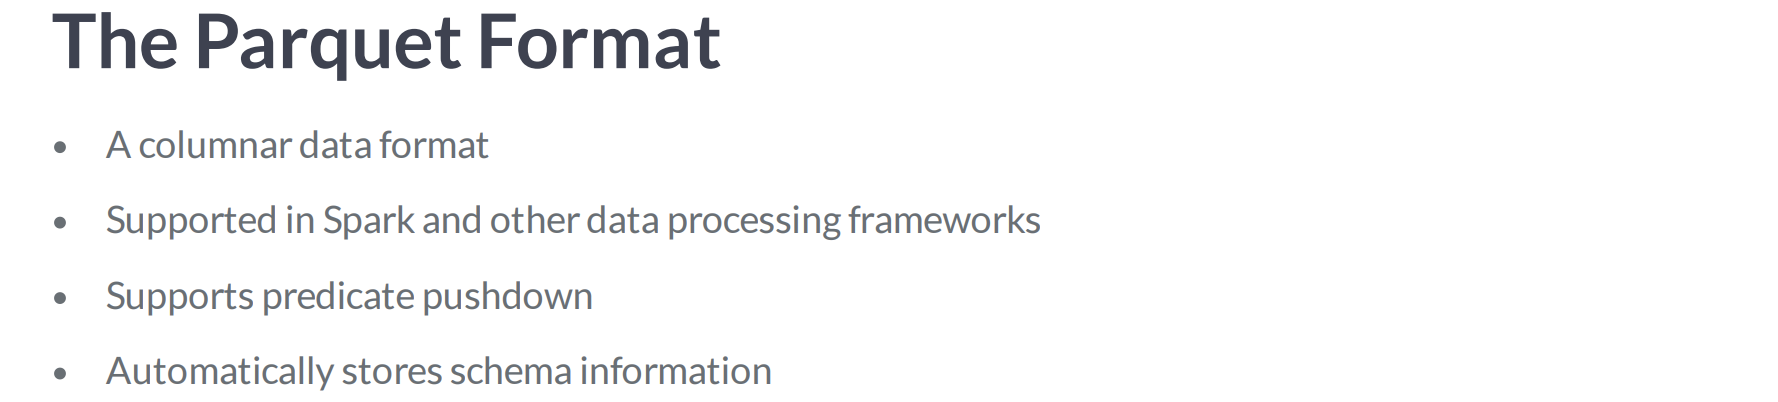 The Parquet Format
• A columnar data format
• Supported in Spark and other data processing frameworks
• Supports predicate pushdown
• Automatically stores schema information